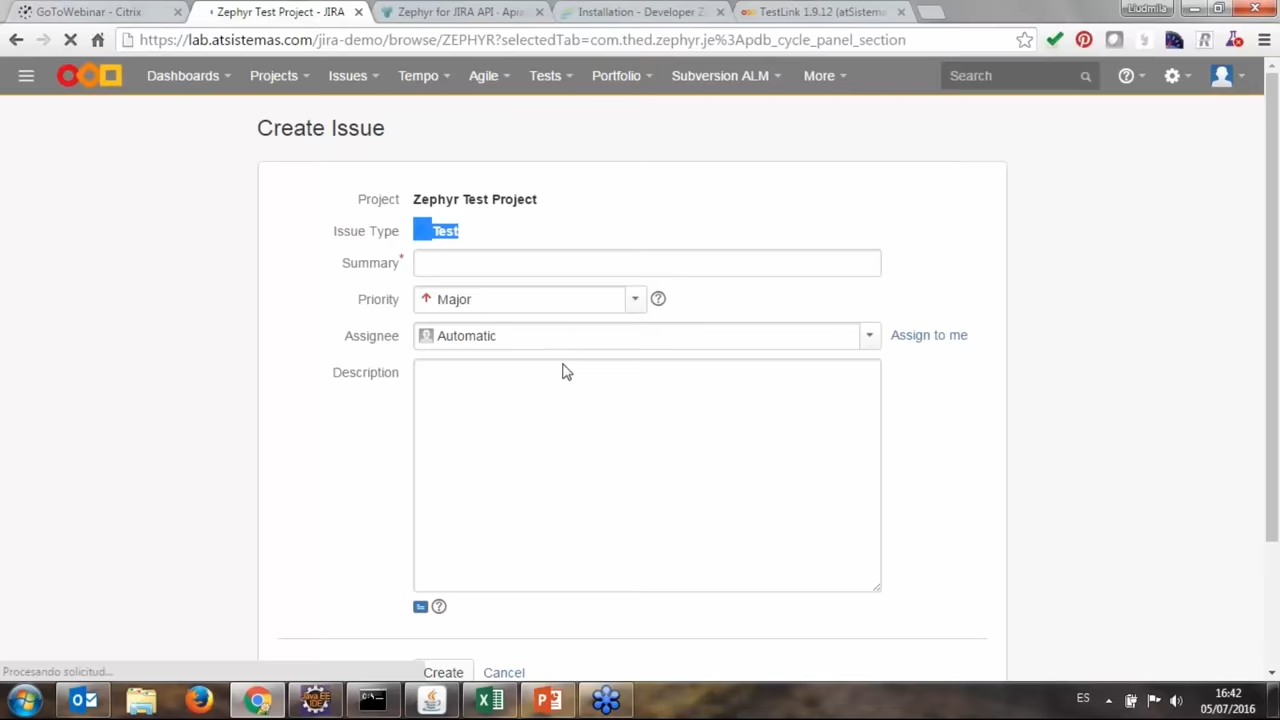 Ludmila
GoToWebinar - Citrix
Zephyr Test Project - JIRA
Zephyr for JIRA API · Apia
Installation - Developer Z
TestLink 1.9.12 (atSistema
https://lab.atsistemas.com/jira-demo/browse/ZEPHYR?selectedTab=com.thed.zephyr.je%3Apdb_cycle_panel_section
Dashboards Projects Issues Tempo Agile Tests Portfolio Subversion ALM More Search
Create Issue
Project Zephyr Test Project
Issue Type Test
Summary*
Priority Major
Assignee Automatic Assign to me
Description
Create Cancel
Procesando solicitud...
ES 16:42
05/07/2016